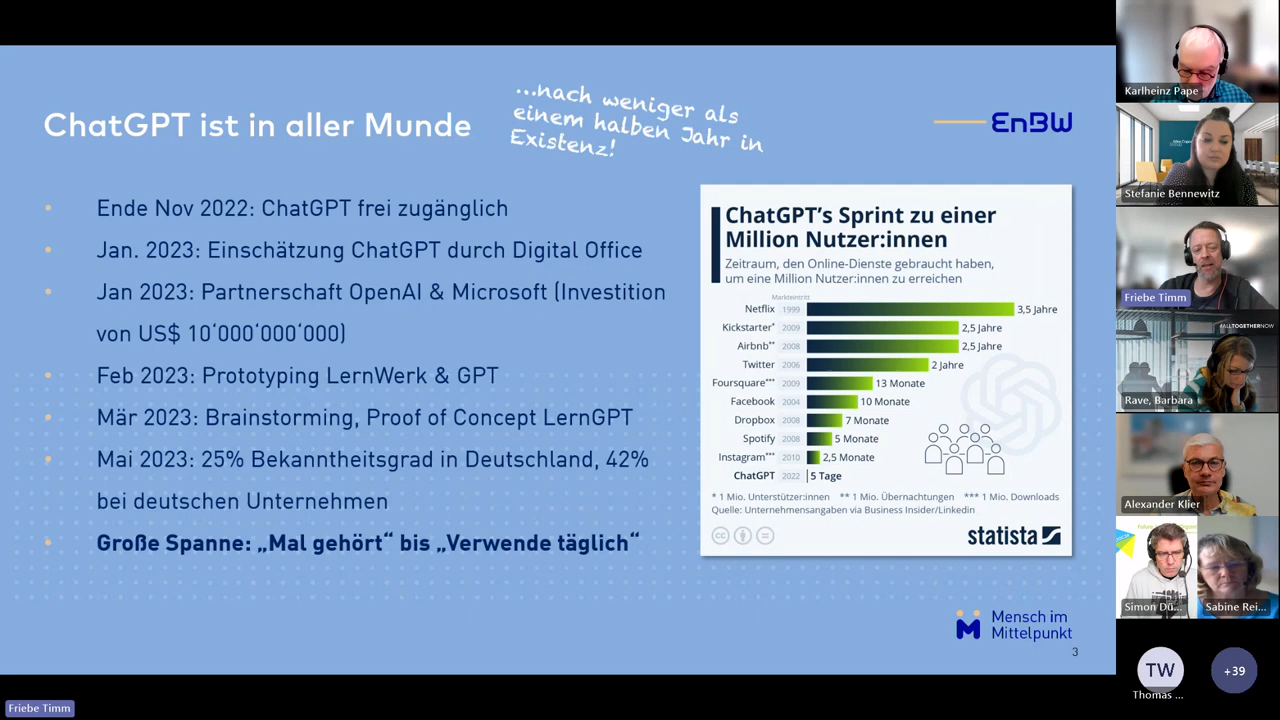 ChatGPT ist in aller Munde
...nach weniger als
einem halben Jahr in
Existenz!
EnBW
• Ende Nov 2022: ChatGPT frei zugänglich
• Jan. 2023: Einschätzung ChatGPT durch Digital Office
• Jan 2023: Partnerschaft OpenAI & Microsoft (Investition
von US$ 10‘000‘000‘000)
• Feb 2023: Prototyping LernWerk & GPT
• Mär 2023: Brainstorming, Proof of Concept LernGPT
• Mai 2023: 25% Bekanntheitsgrad in Deutschland, 42%
bei deutschen Unternehmen
• Große Spanne: „Mal gehört“ bis „Verwende täglich“
ChatGPT’s Sprint zu einer
Million Nutzer:innen
Zeitraum, den Online-Dienste gebraucht haben,
um eine Million Nutzer:innen zu erreichen
Markteintritt
Netflix 1999 3,5 Jahre
Kickstarter* 2009 2,5 Jahre
Airbnb** 2008 2,5 Jahre
Twitter 2006 2 Jahre
Foursquare*** 2009 13 Monate
Facebook 2004 10 Monate
Dropbox 2008 7 Monate
Spotify 2008 5 Monate
Instagram*** 2010 2,5 Monate
ChatGPT 2022 5 Tage
* 1 Mio. Unterstützer:innen ** 1 Mio. Übernachtungen *** 1 Mio. Downloads
Quelle: Unternehmensangaben via Business Insider/Linkedin
statista
Mensch im
Mittelpunkt
3
Friebe Timm
Karlheinz Pape
Stefanie Bennewitz
Friebe Timm
#ALLTOGETHERNOW
Rave, Barbara
Alexander Klier
Simon Dü...
Sabine Rei...
TW
Thomas ...
+39